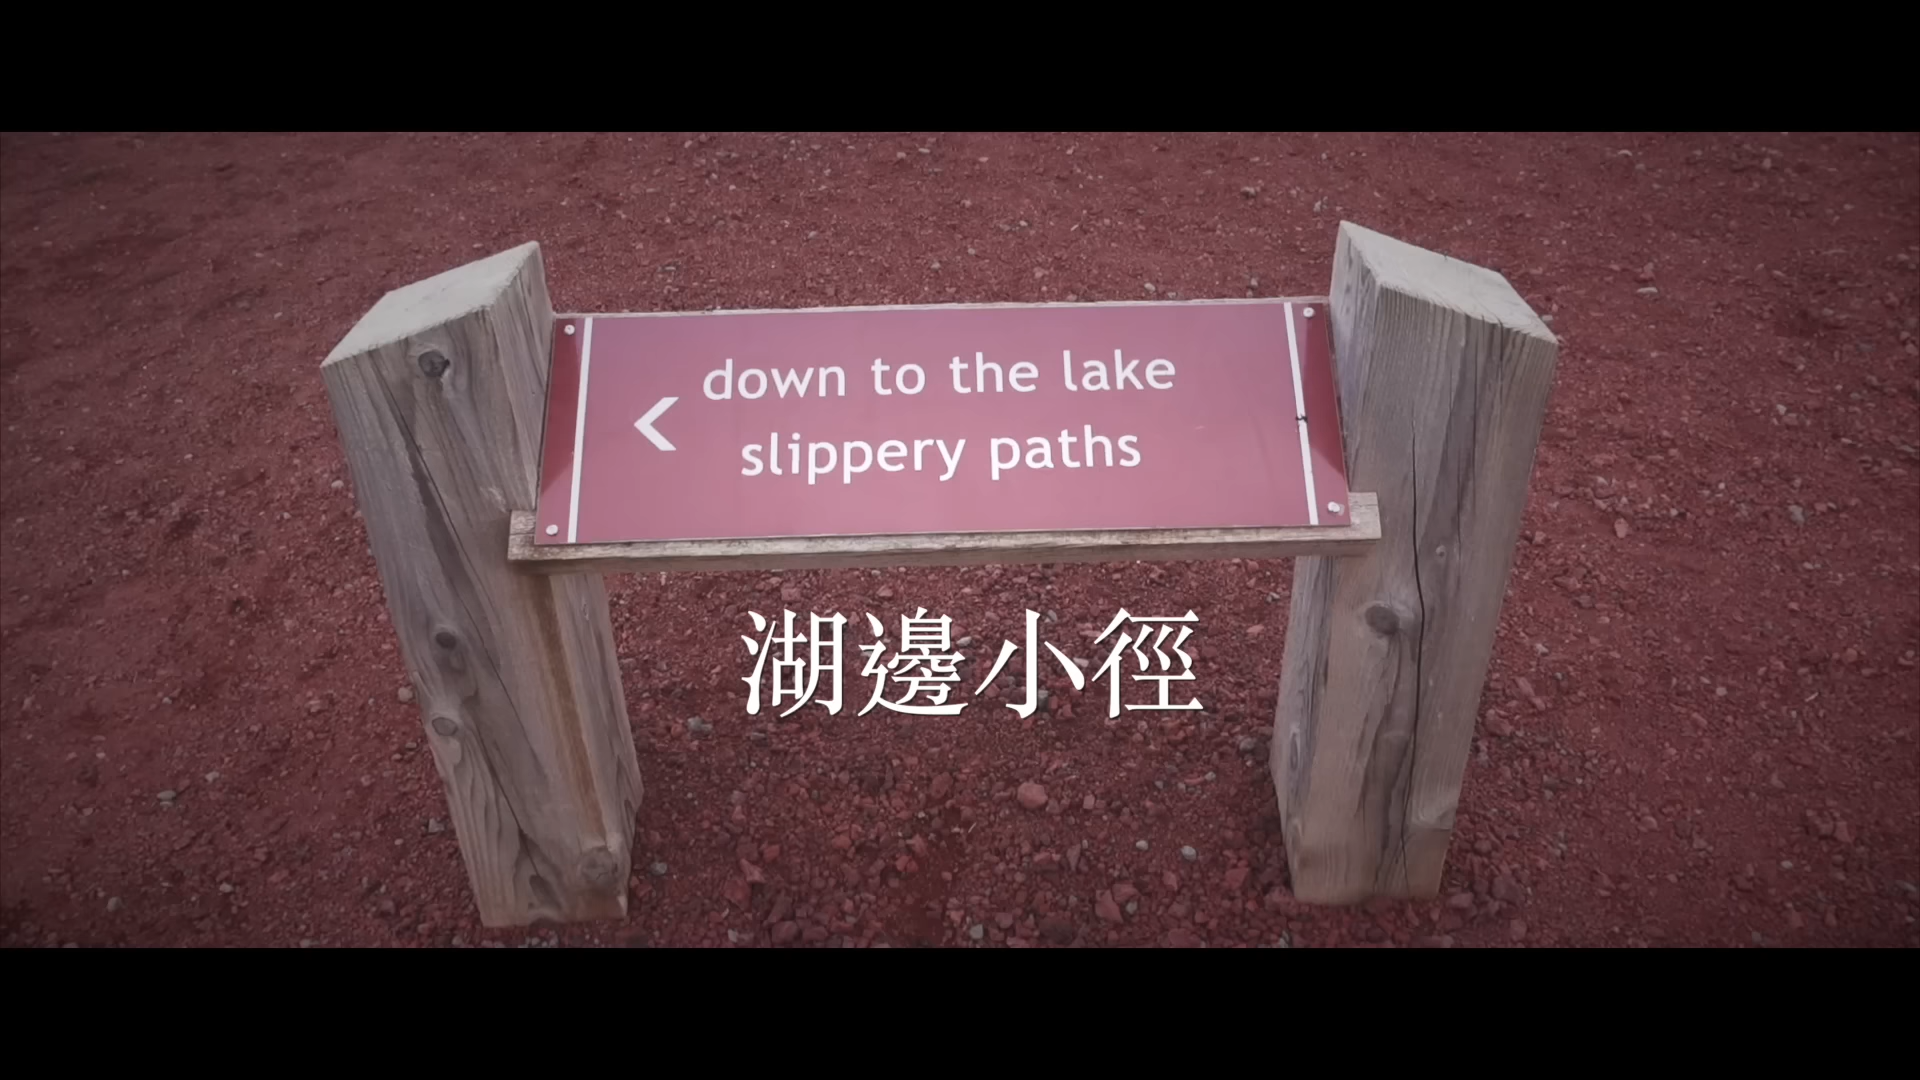 down to the lake
slippery paths
湖邊小徑